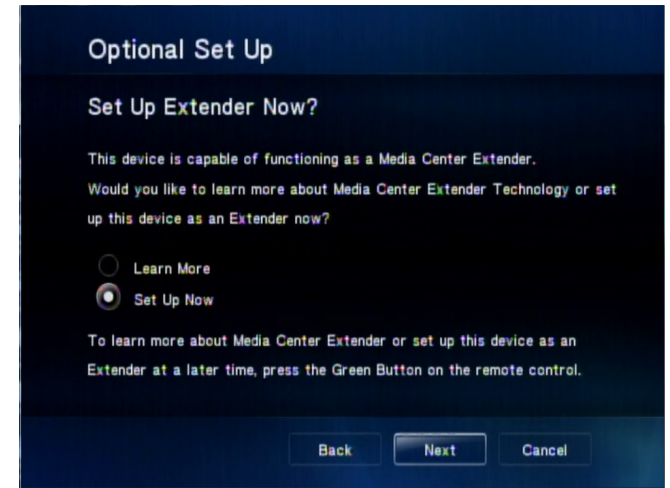 Optional Set Up
Set Up Extender Now?
This device is capable of functioning as a Media Center Extender.
Would you like to learn more about Media Center Extender Technology or set
up this device as an Extender now?
Learn More
Set Up Now
To learn more about Media Center Extender or set up this device as an
Extender at a later time, press the Green Button on the remote control.
Back Next Cancel